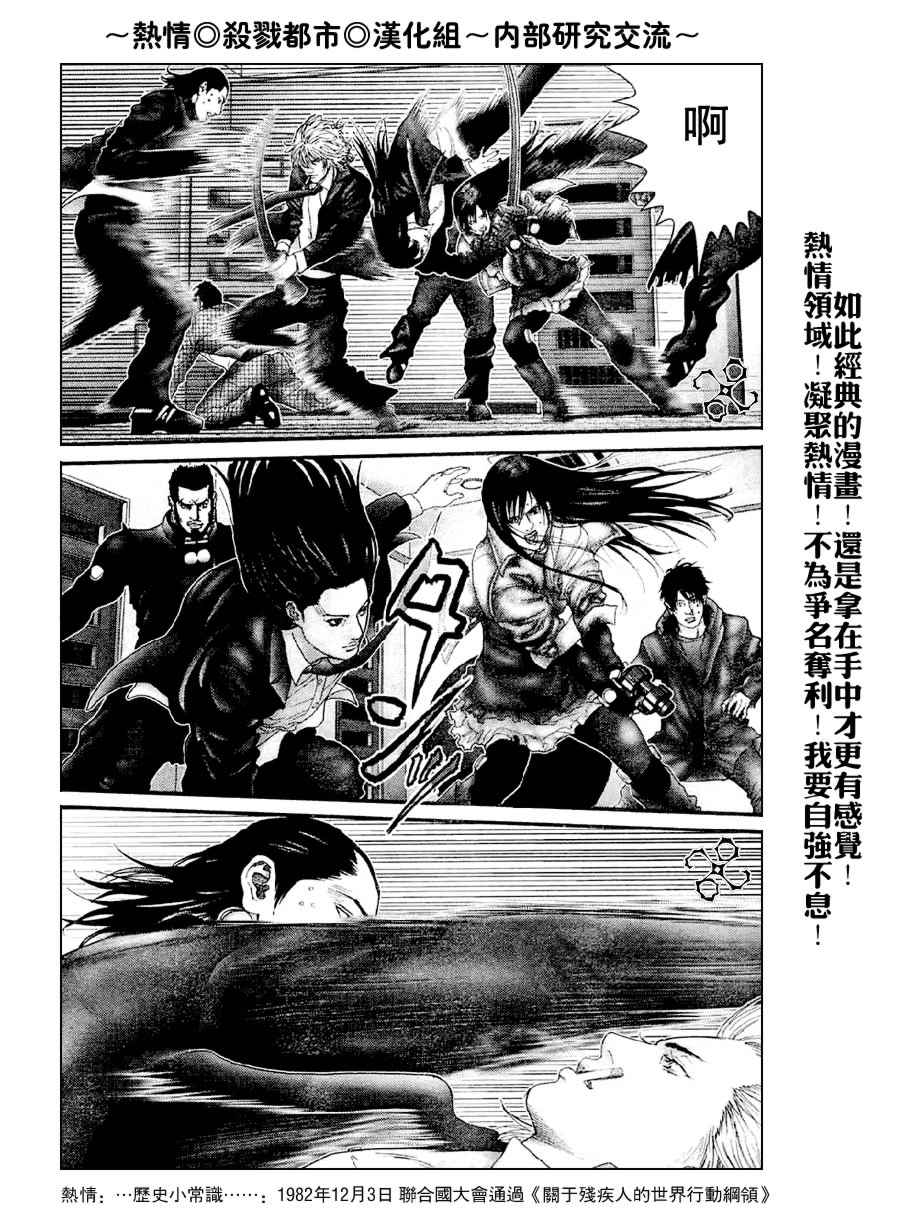 ～熱情◎殺戮都市◎漢化組～内部研究交流～
啊
如此經典的漫畫！還是拿在手中才更有感覺！
熱情領域！凝聚熱情！不為爭名奪利！我要自強不息！
熱情：…歷史小常識……：1982年12月3日 聯合國大會通過《關于殘疾人的世界行動綱領》